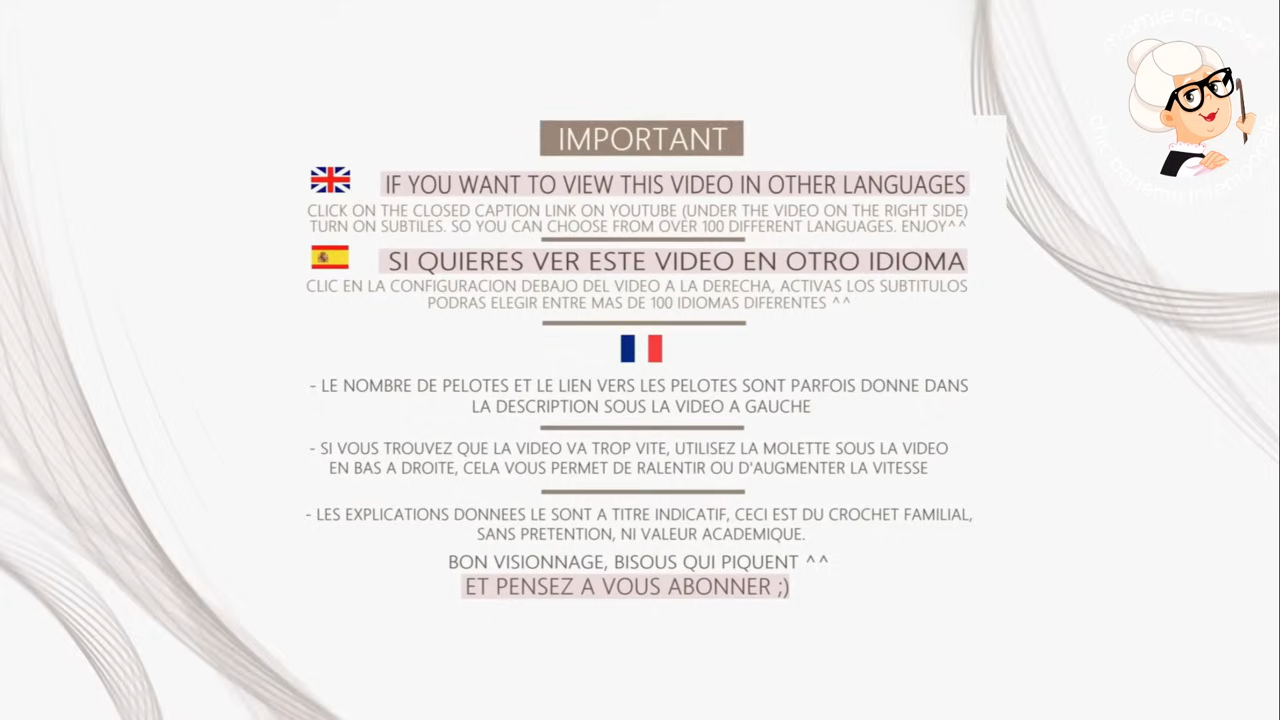 mamie crochet
IMPORTANT
IF YOU WANT TO VIEW THIS VIDEO IN OTHER LANGUAGES
CLICK ON THE CLOSED CAPTION LINK ON YOUTUBE (UNDER THE VIDEO ON THE RIGHT SIDE)
TURN ON SUBTILES. SO YOU CAN CHOOSE FROM OVER 100 DIFFERENT LANGUAGES. ENJOY^^
SI QUIERES VER ESTE VIDEO EN OTRO IDIOMA
CLIC EN LA CONFIGURACION DEBAJO DEL VIDEO A LA DERECHA, ACTIVAS LOS SUBTITULOS
PODRAS ELEGIR ENTRE MAS DE 100 IDIOMAS DIFERENTES ^^
- LE NOMBRE DE PELOTES ET LE LIEN VERS LES PELOTES SONT PARFOIS DONNE DANS
LA DESCRIPTION SOUS LA VIDEO A GAUCHE
- SI VOUS TROUVEZ QUE LA VIDEO VA TROP VITE, UTILISEZ LA MOLETTE SOUS LA VIDEO
EN BAS A DROITE, CELA VOUS PERMET DE RALENTIR OU D'AUGMENTER LA VITESSE
- LES EXPLICATIONS DONNEES LE SONT A TITRE INDICATIF, CECI EST DU CROCHET FAMILIAL,
SANS PRETENTION, NI VALEUR ACADEMIQUE.
BON VISIONNAGE, BISOUS QUI PIQUENT ^^
ET PENSEZ A VOUS ABONNER ;)